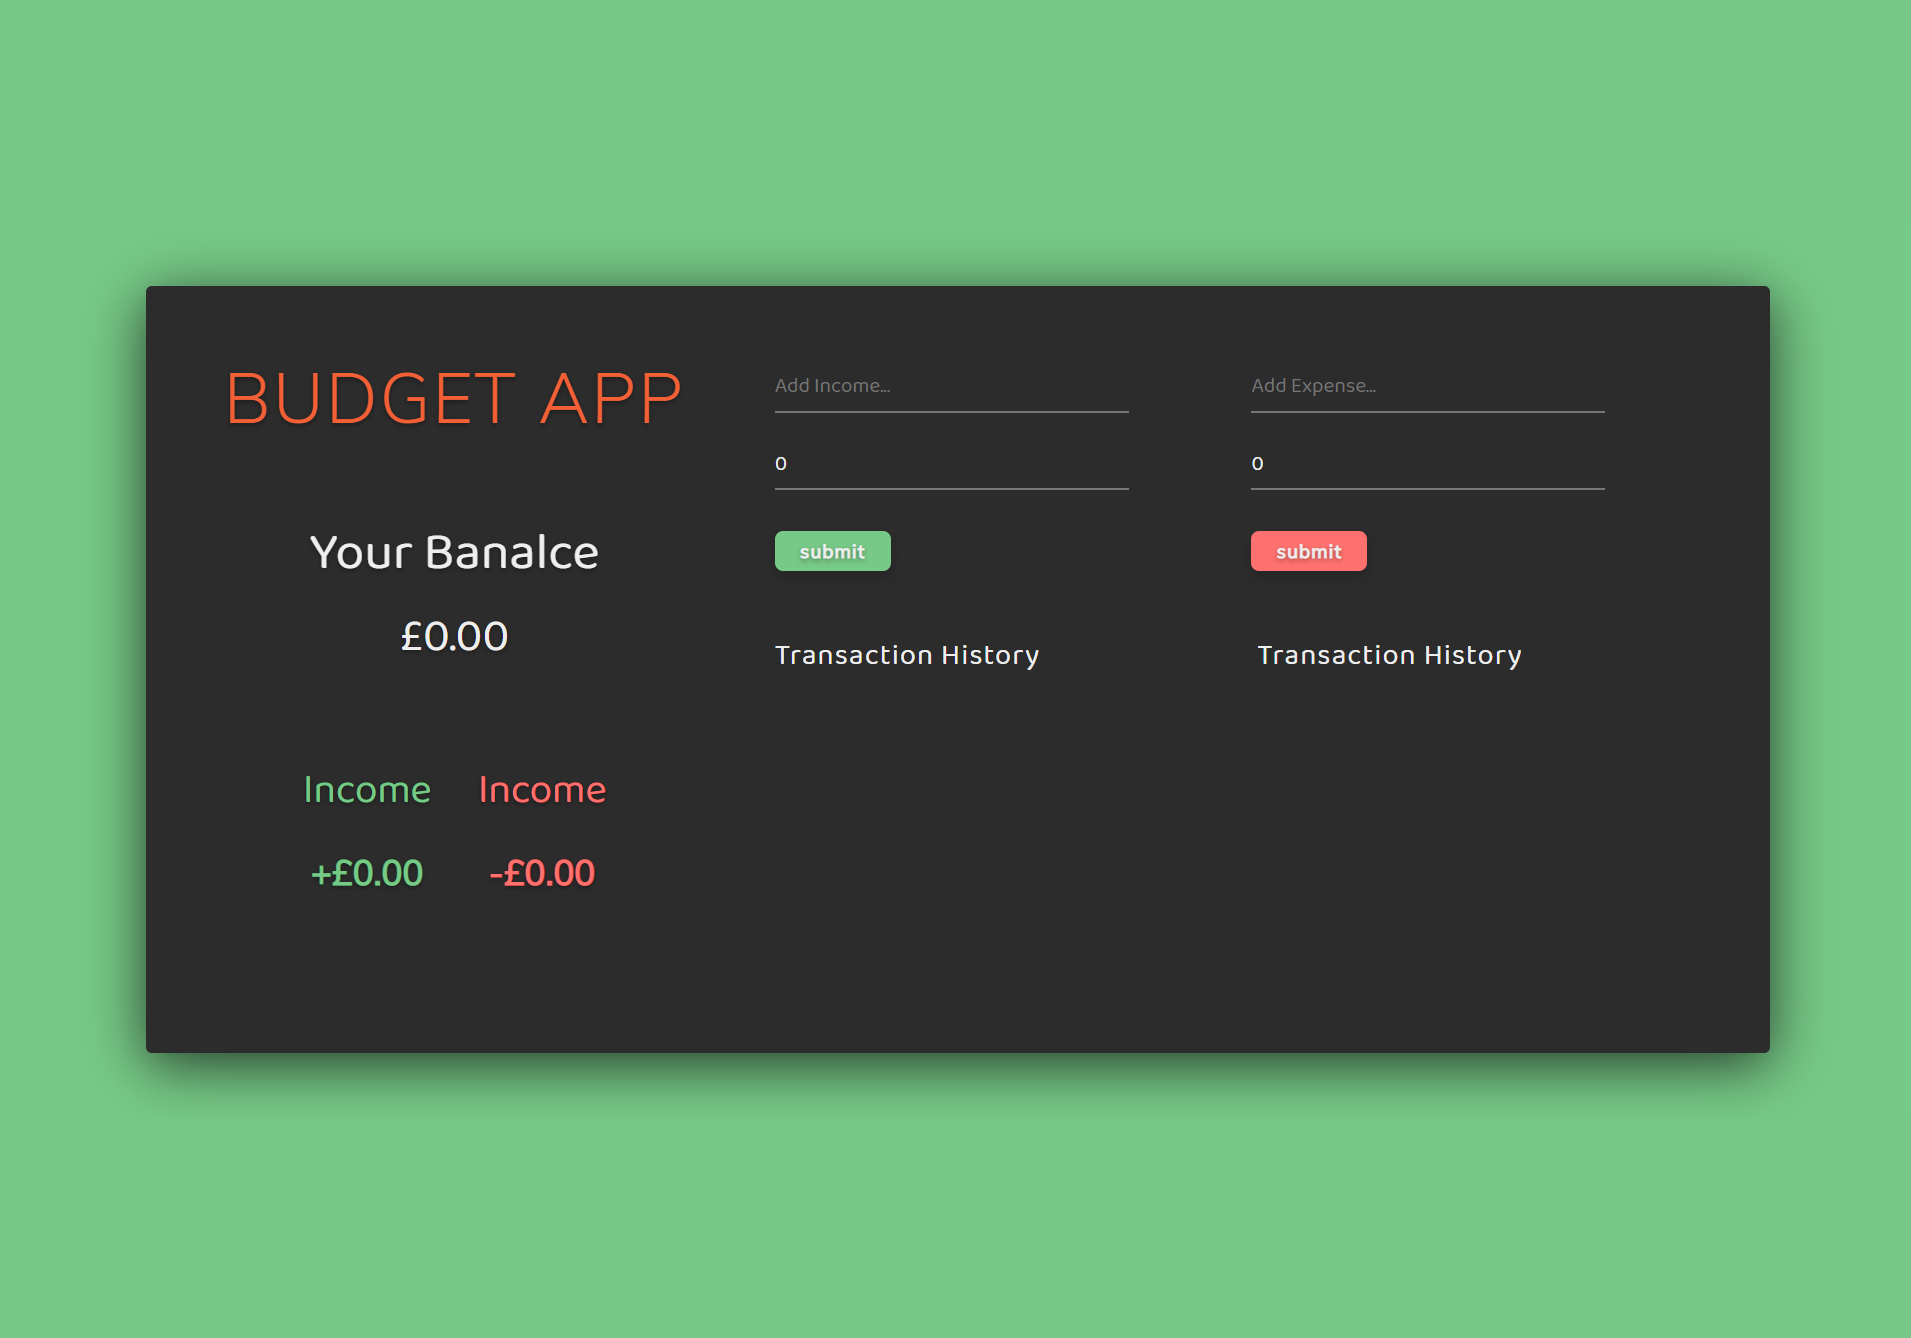 BUDGET APP
Your Banalce
£0.00
Income Income
+£0.00 -£0.00
Add Income...
0
submit
Transaction History
Add Expense...
0
submit
Transaction History